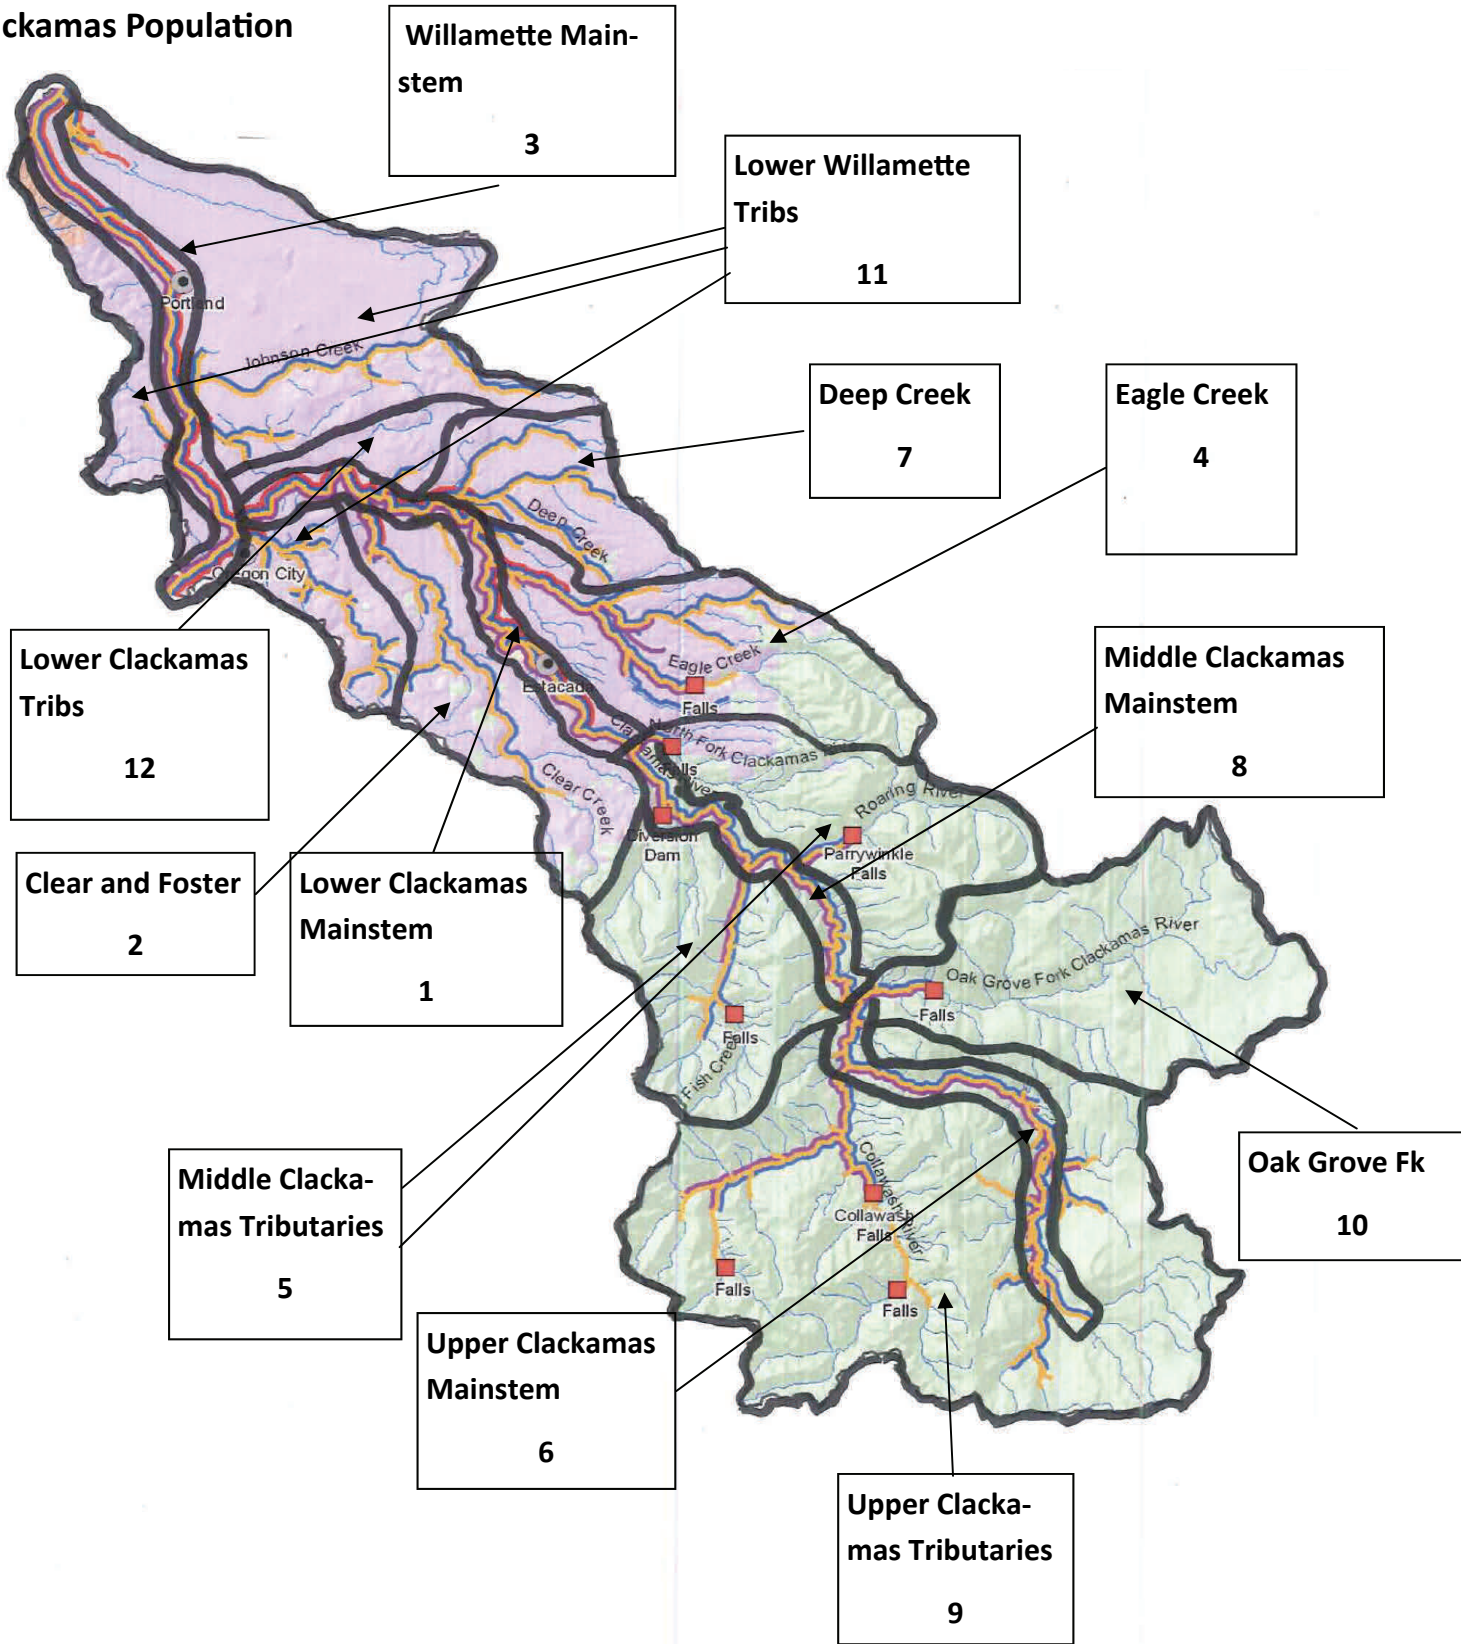 ckamas Population
Willamette Main-
stem
3
Lower Willamette
Tribs
11
Portland
Johnson Creek
Deep Creek
7
Eagle Creek
4
Deep Creek
Oregon City
Lower Clackamas
Tribs
12
Estacada
Eagle Creek
Falls
Middle Clackamas
Mainstem
8
North Fork Clackamas River
Falls
Clackamas River
Clear Creek
Roaring River
Diversion
Dam
Parrywinkle
Falls
Clear and Foster
2
Lower Clackamas
Mainstem
1
Oak Grove Fork Clackamas River
Falls
Falls
Fish Creek
Middle Clacka-
mas Tributaries
5
Collawash River
Collawash
Falls
Oak Grove Fk
10
Falls
Falls
Upper Clackamas
Mainstem
6
Upper Clacka-
mas Tributaries
9